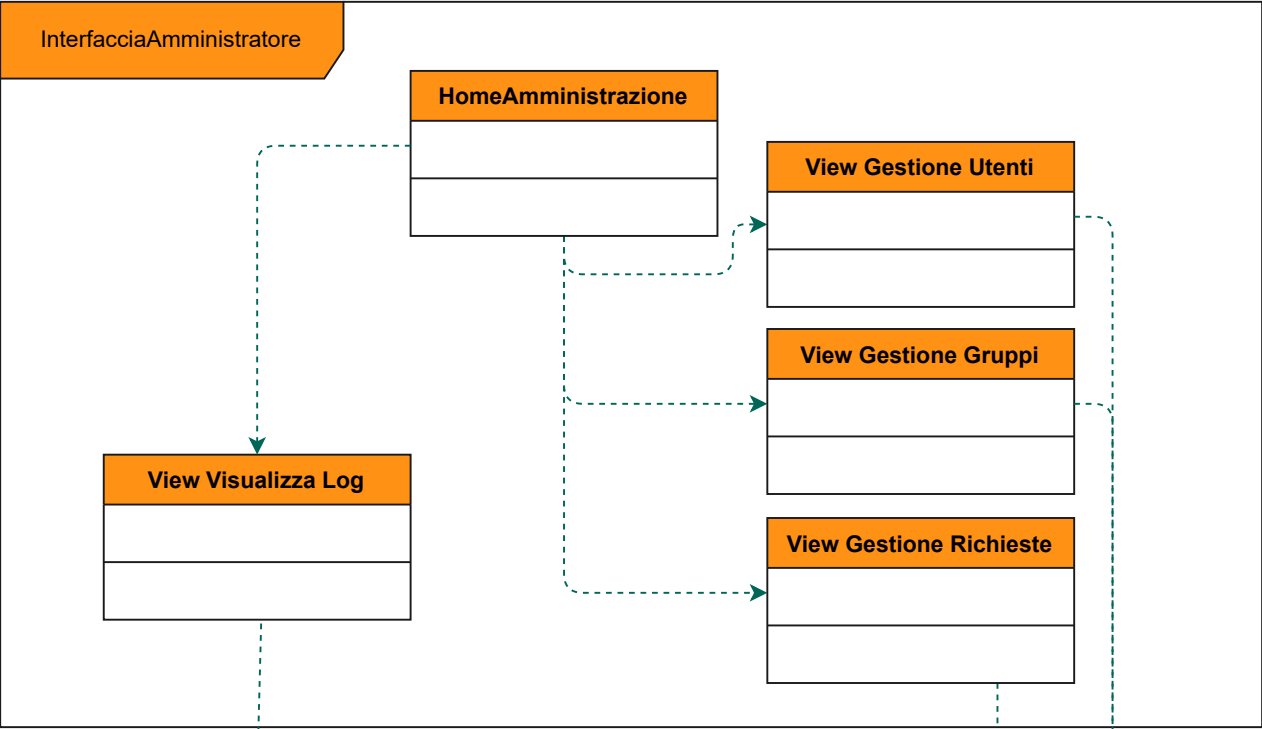 InterfacciaAmministratore
HomeAmministrazione
View Gestione Utenti
View Gestione Gruppi
View Visualizza Log
View Gestione Richieste